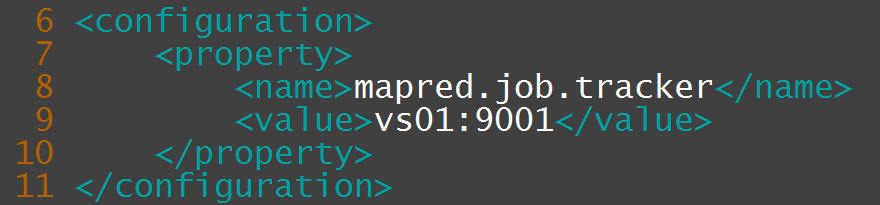 6 <configuration>
7     <property>
8         <name>mapred.job.tracker</name>
9         <value>vs01:9001</value>
10     </property>
11 </configuration>